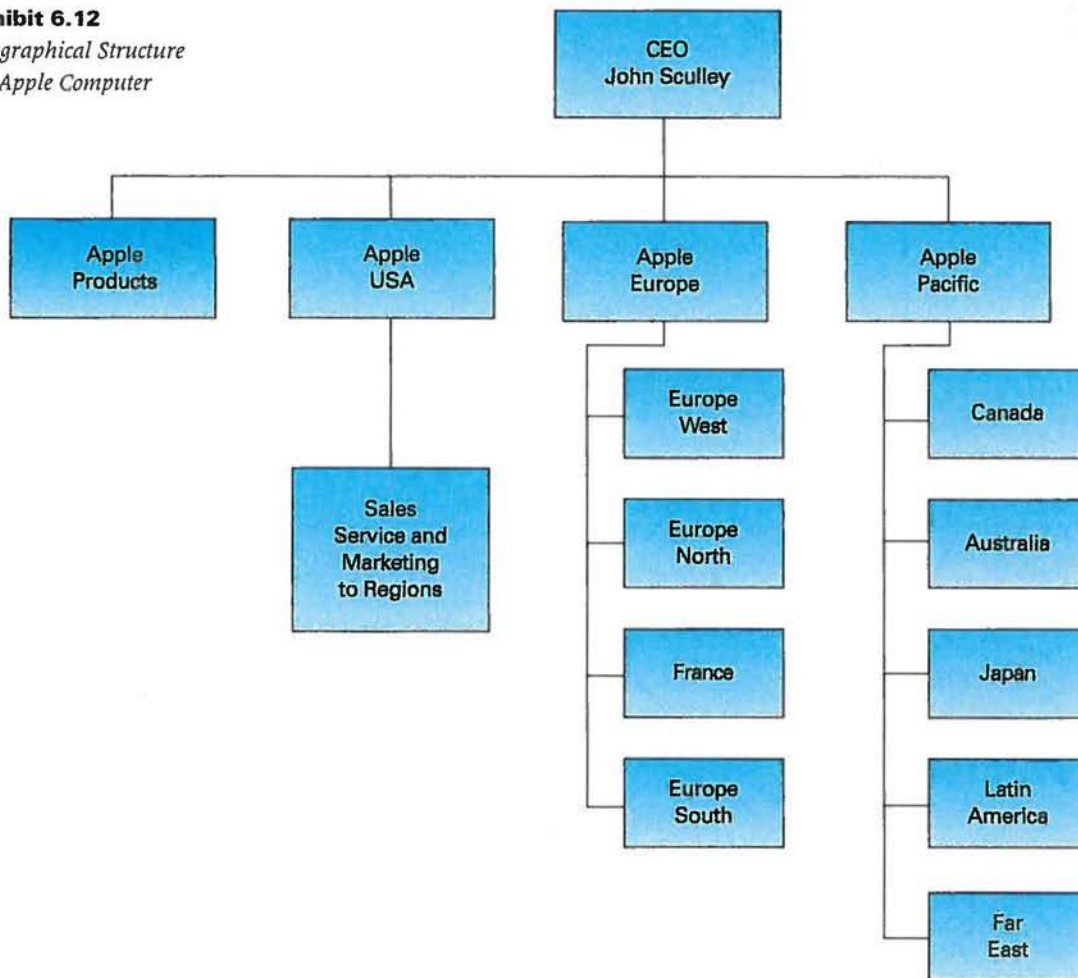 hibit 6.12
graphical Structure
Apple Computer
CEO
John Sculley
Apple
Products
Apple
USA
Apple
Europe
Apple
Pacific
Sales
Service and
Marketing
to Regions
Europe
West
Europe
North
France
Europe
South
Canada
Australia
Japan
Latin
America
Far
East